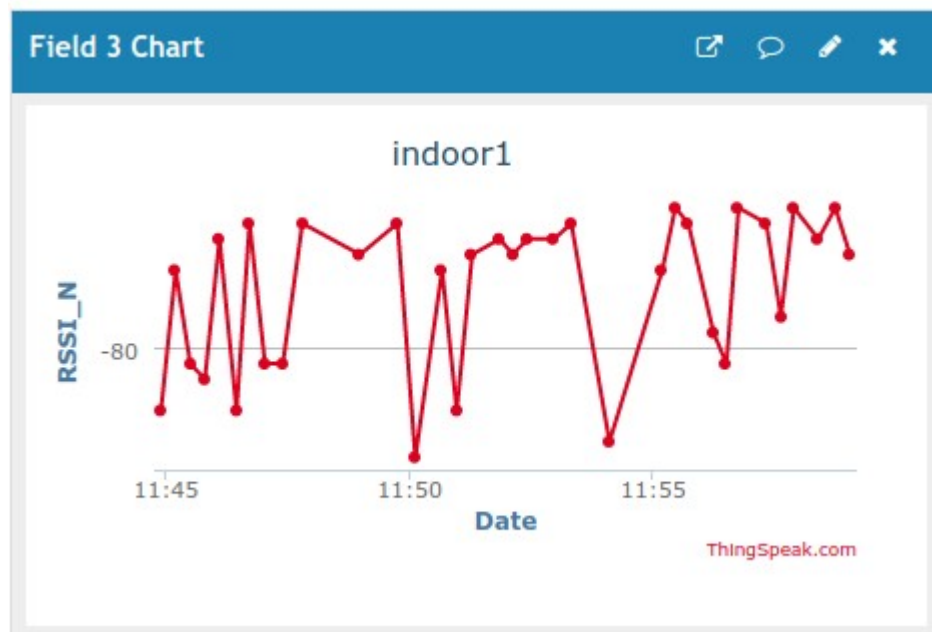 Field 3 Chart
indoor1
RSSI_N
-80
11:45 11:50 11:55
Date
ThingSpeak.com